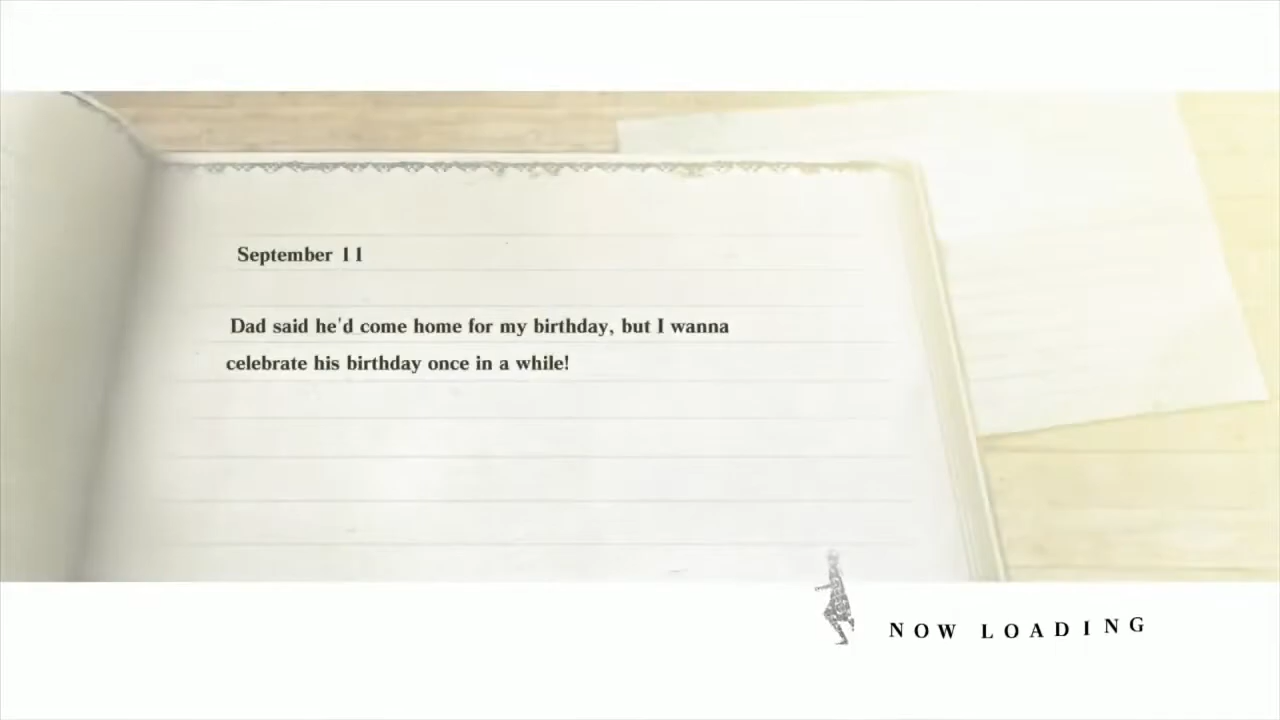 September 11
Dad said he'd come home for my birthday, but I wanna
celebrate his birthday once in a while!
NOW LOADING